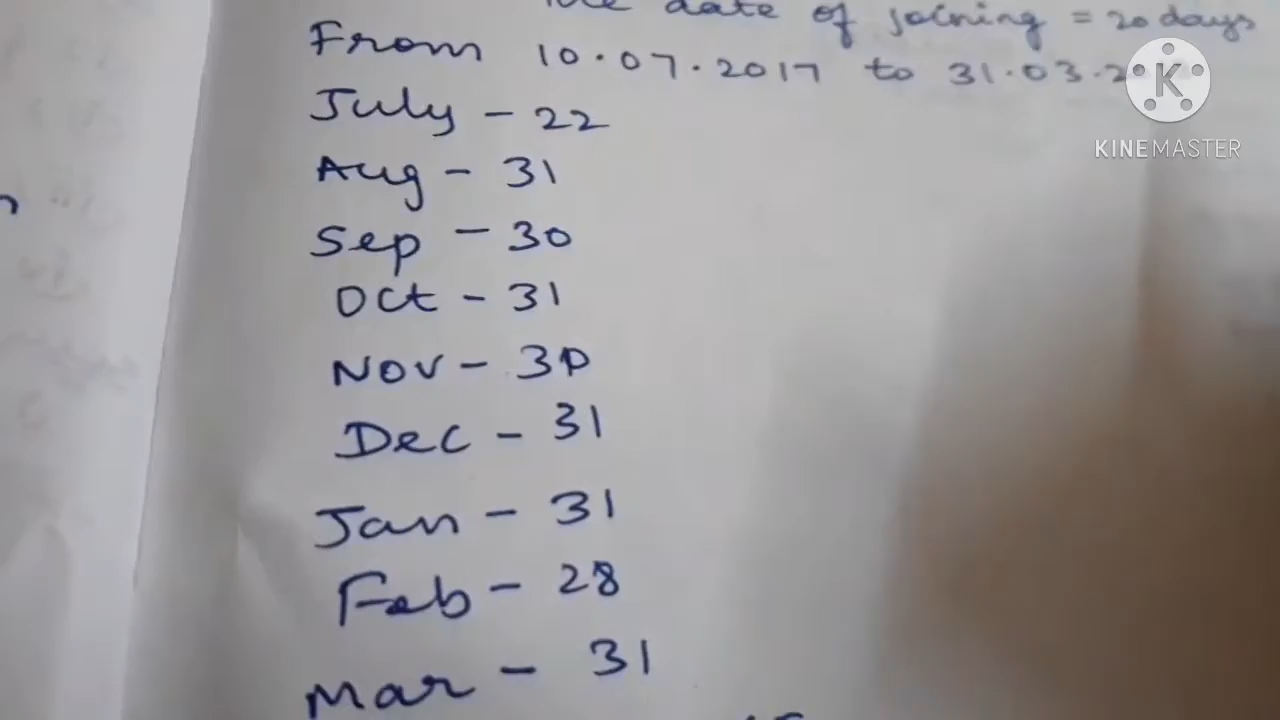 date of joining = 20 days
From 10.07.2017 to 31.03.2
July - 22
Aug - 31
Sep - 30
Oct - 31
Nov - 30
Dec - 31
Jan - 31
Feb - 28
Mar - 31
K
KINEMASTER